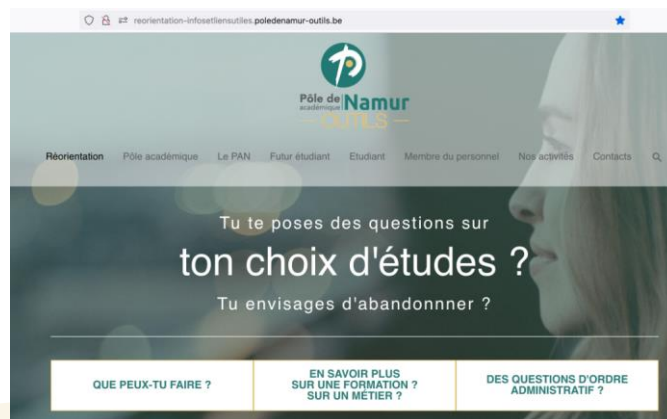 reorientation-infosetliensutiles.poledenamur-outils.be
Pôle de Namur
académique
OUTILS
Réorientation Pôle académique Le PAN Futur étudiant Etudiant Membre du personnel Nos activités Contacts
Tu te poses des questions sur
ton choix d'études ?
Tu envisages d'abandonnner ?
QUE PEUX-TU FAIRE ?
EN SAVOIR PLUS
SUR UNE FORMATION ?
SUR UN MÉTIER ?
DES QUESTIONS D'ORDRE
ADMINISTRATIF ?